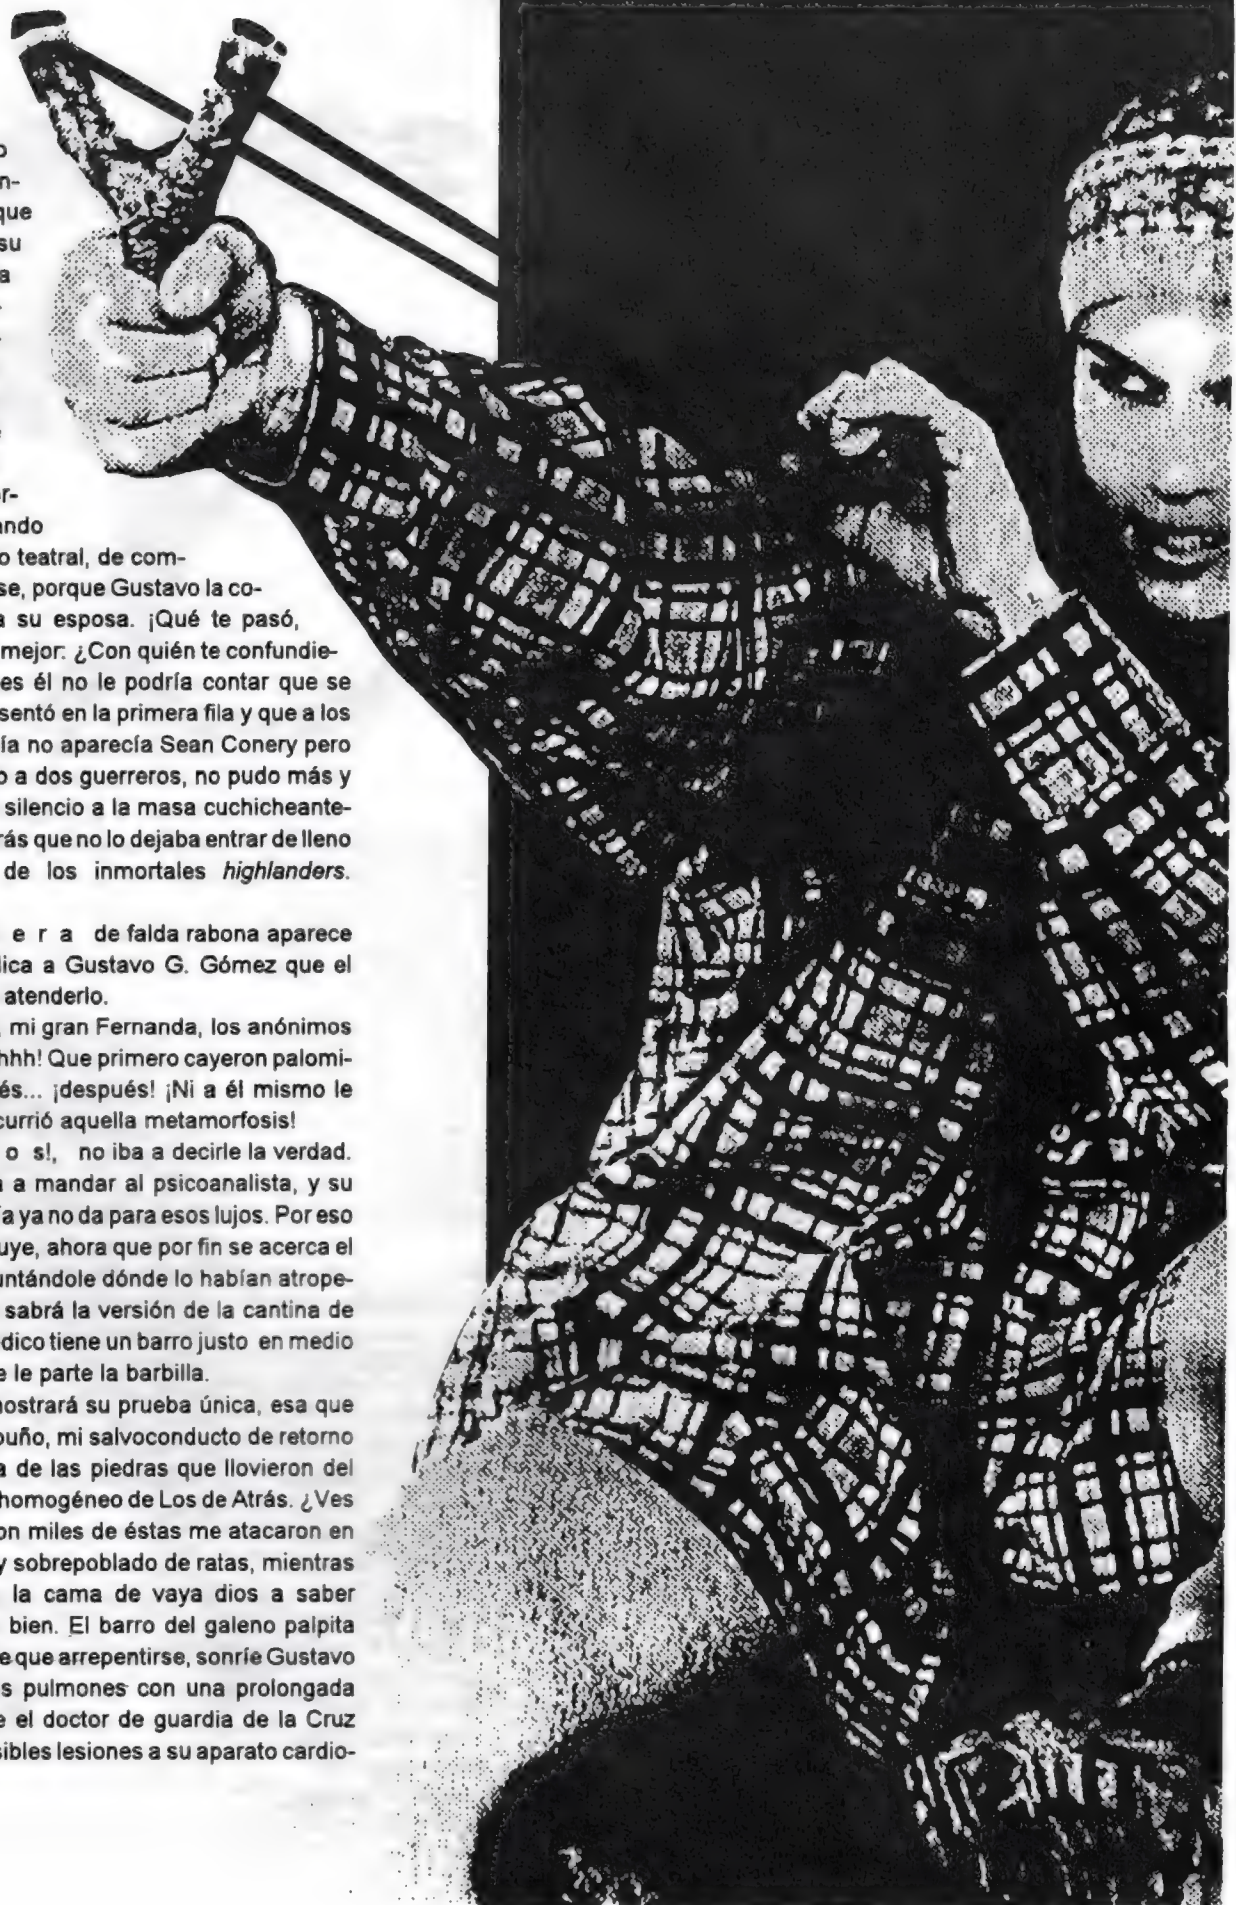 o
n-
que
su
a
r-
ando
o teatral, de com-
se, porque Gustavo la co-
a su esposa. ¡Qué te pasó,
mejor: ¿Con quién te confundie-
es él no le podría contar que se
sentó en la primera fila y que a los
ía no aparecía Sean Conery pero
o a dos guerreros, no pudo más y
silencio a la masa cuchicheante-
rás que no lo dejaba entrar de lleno
de los inmortales highlanders.
e r a de falda rabona aparece
lica a Gustavo G. Gómez que el
atenderlo.
, mi gran Fernanda, los anónimos
hhh! Que primero cayeron palomi-
és... ¡después! ¡Ni a él mismo le
currió aquella metamorfosis!
o s!, no iba a decirle la verdad.
a a mandar al psicoanalista, y su
ía ya no da para esos lujos. Por eso
uye, ahora que por fin se acerca el
untándole dónde lo habían atrope-
sabrá la versión de la cantina de
édico tiene un barro justo en medio
e le parte la barbilla.
nostrará su prueba única, esa que
puño, mi salvoconducto de retorno
a de las piedras que llovieron del
homogéneo de Los de Atrás. ¿Ves
on miles de éstas me atacaron en
y sobrepoblado de ratas, mientras
la cama de vaya dios a saber
bien. El barro del galeno palpita
e que arrepentirse, sonríe Gustavo
s pulmones con una prolongada
e el doctor de guardia de la Cruz
sibles lesiones a su aparato cardio-